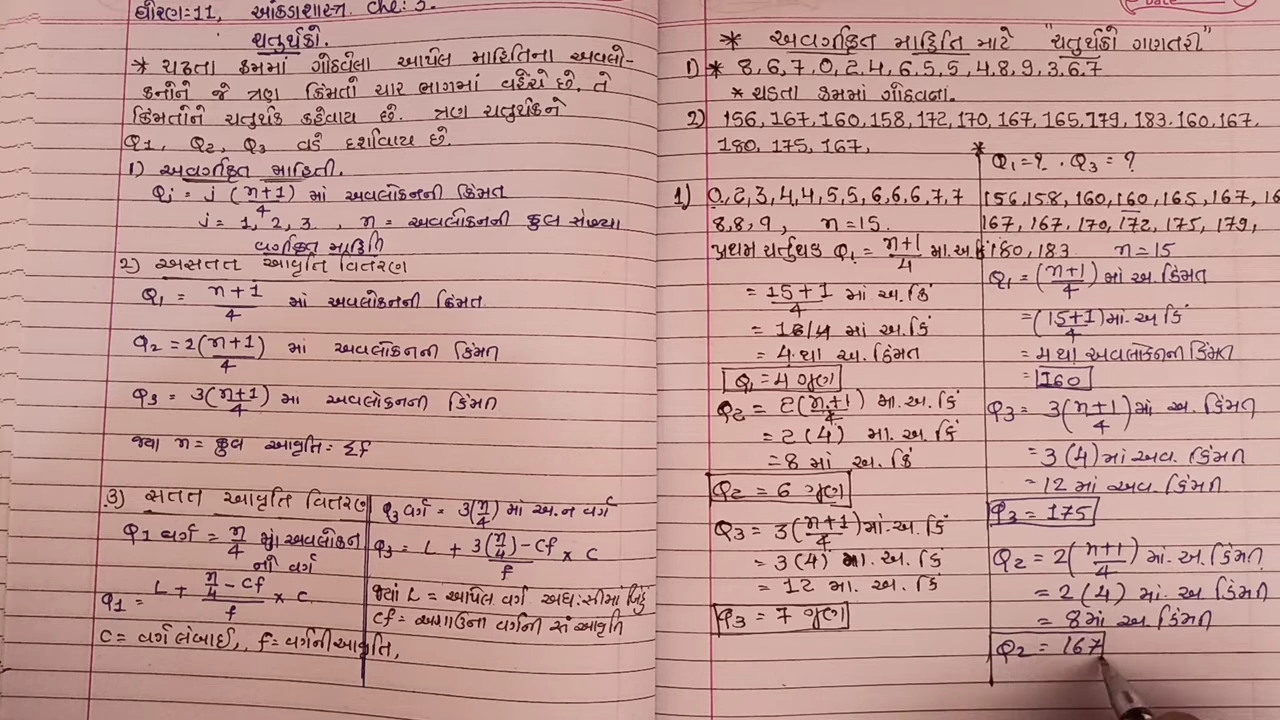 ધોરણ:11, આંકડાશાસ્ત્ર. Che: 3.
ચતુર્થકો.
* ચઢતા ક્રમમાં ગોઠવેલા આપેલ માહિતિના અવલો-
કનોને જે ત્રણ કિંમતો ચાર ભાગમાં વહેંચે છે. તે
કિંમતોને ચતુર્થક કહેવાય છે. ત્રણ ચતુર્થકને
Q1, Q2, Q3 વડે દર્શાવાય છે.
1) અવર્ગીકૃત માહિતી.
Qj = j (n+1)/4 માં અવલોકનની કિંમત
j = 1, 2, 3. , n = અવલોકનની કુલ સંખ્યા
વર્ગીકૃત માહિતિ
2) અસતત આવૃતિ વિતરણ
Q1 = n+1/4 માં અવલોકનની કિંમત
Q2 = 2(n+1)/4 માં અવલોકનની કિંમત
Q3 = 3(n+1)/4 મા અવલોકનની કિંમત
જ્યા n = કુલ આવૃતિ = Σf
3) સતત આવૃતિ વિતરણ
Q1 વર્ગ = n/4 માં અવલોકન
ની વર્ગ
Q1 = L + n/4 - cf/f × c
c = વર્ગ લંબાઈ, f = વર્ગની આવૃતિ,
Q3 વર્ગ = 3(n/4) માં અ.ન વર્ગ
Q3 = L + 3(n/4) - cf/f × c
જ્યાં L = આપેલ વર્ગ અધ:સીમા બિંદુ
cf = અગાઉના વર્ગની સં આવૃતિ
* અવર્ગીકૃત માહિતિ માટે "ચતુર્થકો ગણતરી"
1) * 8, 6, 7, 0, 2, 4, 6, 5, 5, 4, 8, 9, 3, 6, 7
* ચડતા ક્રમમાં ગોઠવતા.
2) 156, 167, 160, 158, 172, 170, 167, 165, 179, 183. 160, 167,
180, 175, 167,
* Q1 = ? . Q3 = ?
1) 0, 2, 3, 4, 4, 5, 5, 6, 6, 6, 7, 7
8, 8, 9, n = 15.
પ્રથમ ચર્તુથક Q1 = n+1/4 મા. અ. કિ
= 15+1/4 માં અ. કિં
= 16/4 માં અ. કિં
= 4 થા અ. કિંમત
Q1 = 4 ગુણ
Q2 = 2(n+1)/4 મા. અ. કિં
= 2(4) મા. અ. કિં
= 8 માં અ. કિં
Q2 = 6 ગુણ
Q3 = 3(n+1/4) માં. અ. કિં
= 3(4) મા. અ. કિં
= 12 મા. અ. કિં
Q3 = 7 ગુણ
156, 158, 160, 160, 165, 167, 16
167, 167, 170, 172, 175, 179,
180, 183 n = 15
Q1 = (n+1/4) માં અ. કિંમત
= (15+1)/4 માં. અ. કિં
= 4 થા અવલોકનની કિંમત
= 160
Q3 = 3(n+1/4) માં અ. કિંમત
= 3(4) માં અવ. કિંમત
= 12 માં અવ. કિંમત
Q3 = 175
Q2 = 2(n+1/4) માં. અ. કિંમત
= 2(4) માં. અ કિંમત
= 8 માં અ. કિંમત
Q2 = 167